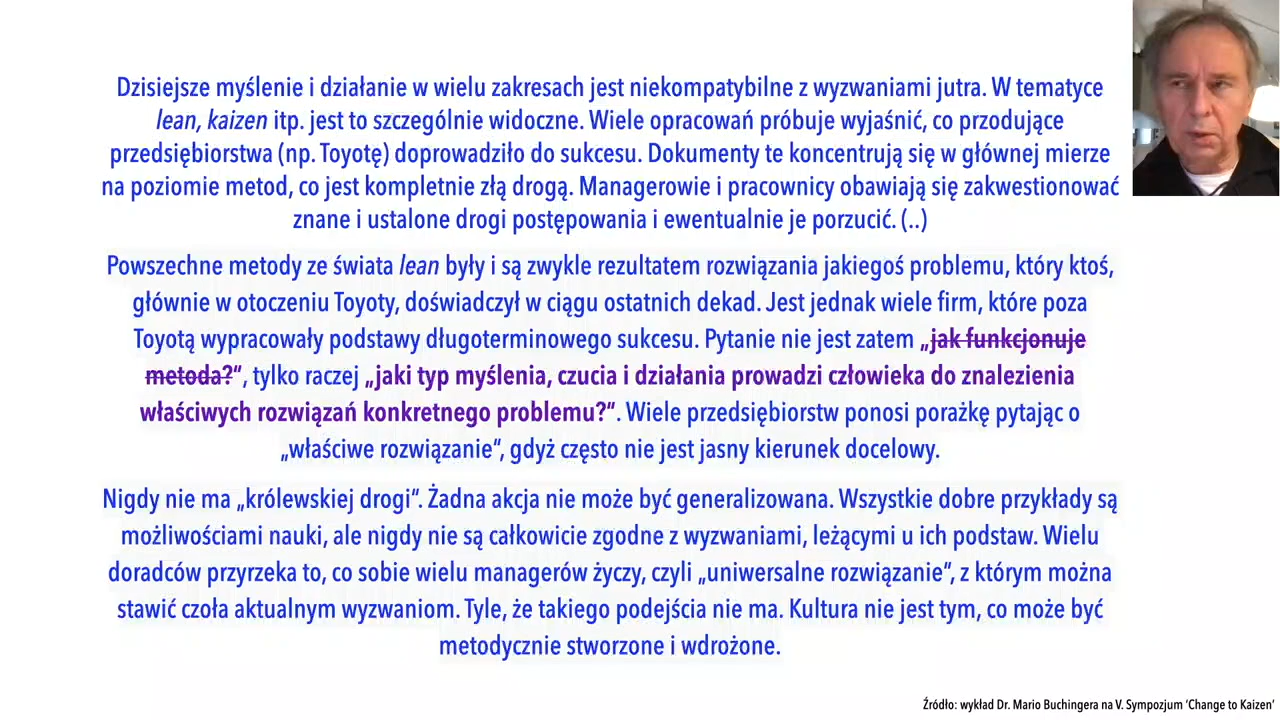 Dzisiejsze myślenie i działanie w wielu zakresach jest niekompatybilne z wyzwaniami jutra. W tematyce
lean, kaizen itp. jest to szczególnie widoczne. Wiele opracowań próbuje wyjaśnić, co przodujące
przedsiębiorstwa (np. Toyotę) doprowadziło do sukcesu. Dokumenty te koncentrują się w głównej mierze
na poziomie metod, co jest kompletnie złą drogą. Managerowie i pracownicy obawiają się zakwestionować
znane i ustalone drogi postępowania i ewentualnie je porzucić. (..)
Powszechne metody ze świata lean były i są zwykle rezultatem rozwiązania jakiegoś problemu, który ktoś,
głównie w otoczeniu Toyoty, doświadczył w ciągu ostatnich dekad. Jest jednak wiele firm, które poza
Toyotą wypracowały podstawy długoterminowego sukcesu. Pytanie nie jest zatem „jak funkcjonuje
metoda?“, tylko raczej „jaki typ myślenia, czucia i działania prowadzi człowieka do znalezienia
właściwych rozwiązań konkretnego problemu?“. Wiele przedsiębiorstw ponosi porażkę pytając o
„właściwe rozwiązanie“, gdyż często nie jest jasny kierunek docelowy.
Nigdy nie ma „królewskiej drogi“. Żadna akcja nie może być generalizowana. Wszystkie dobre przykłady są
możliwościami nauki, ale nigdy nie są całkowicie zgodne z wyzwaniami, leżącymi u ich podstaw. Wielu
doradców przyrzeka to, co sobie wielu managerów życzy, czyli „uniwersalne rozwiązanie“, z którym można
stawić czoła aktualnym wyzwaniom. Tyle, że takiego podejścia nie ma. Kultura nie jest tym, co może być
metodycznie stworzone i wdrożone.
Źródło: wykład Dr. Mario Buchingera na V. Sympozjum ‘Change to Kaizen’